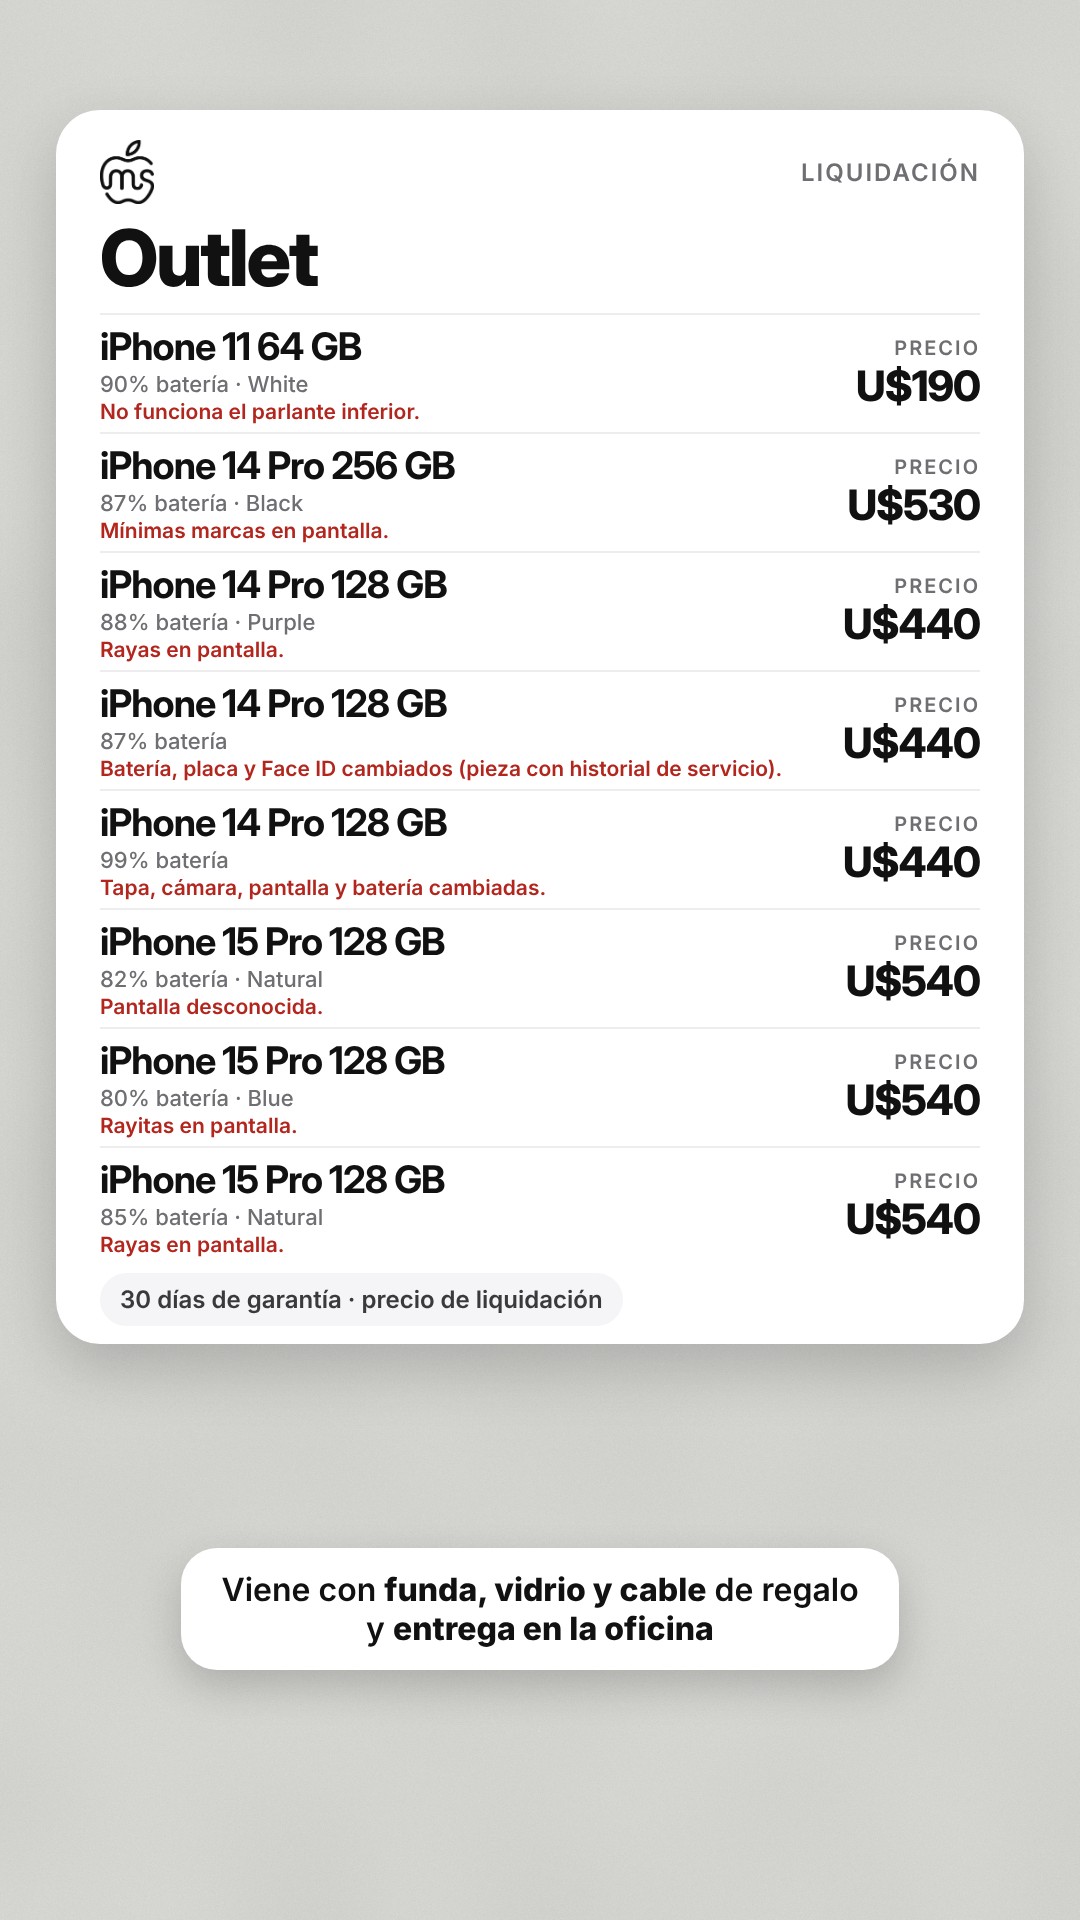 ms
LIQUIDACIÓN
Outlet
iPhone 11 64 GB
90% batería · White
No funciona el parlante inferior.
PRECIO
U$190
iPhone 14 Pro 256 GB
87% batería · Black
Mínimas marcas en pantalla.
PRECIO
U$530
iPhone 14 Pro 128 GB
88% batería · Purple
Rayas en pantalla.
PRECIO
U$440
iPhone 14 Pro 128 GB
87% batería
Batería, placa y Face ID cambiados (pieza con historial de servicio).
PRECIO
U$440
iPhone 14 Pro 128 GB
99% batería
Tapa, cámara, pantalla y batería cambiadas.
PRECIO
U$440
iPhone 15 Pro 128 GB
82% batería · Natural
Pantalla desconocida.
PRECIO
U$540
iPhone 15 Pro 128 GB
80% batería · Blue
Rayitas en pantalla.
PRECIO
U$540
iPhone 15 Pro 128 GB
85% batería · Natural
Rayas en pantalla.
PRECIO
U$540
30 días de garantía · precio de liquidación
Viene con funda, vidrio y cable de regalo
y entrega en la oficina